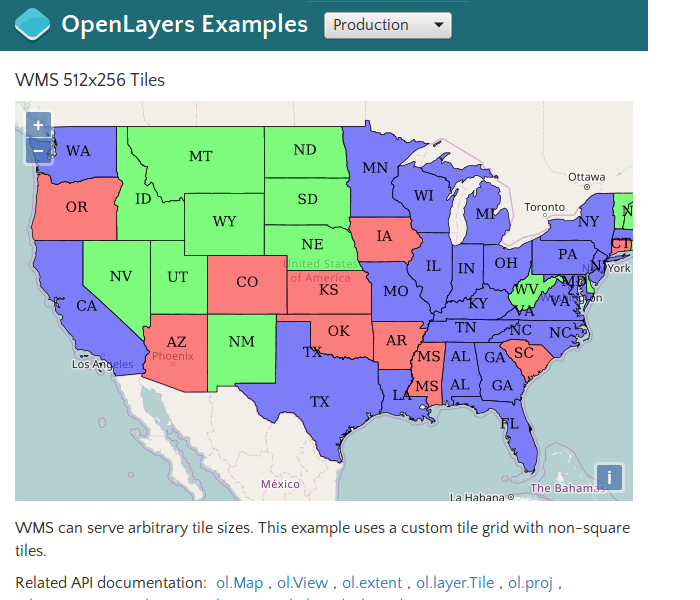 OpenLayers Examples Production
WMS 512x256 Tiles
+
−
WA MT ND MN
OR ID WY SD WI MI
Ottawa
Toronto
NY N
NE IA
United States
of America
NV UT CO KS MO IL IN OH PA NJ York CT
CA WV MD VA
Washington
VA KY
AZ NM OK AR TN NC NC
Phoenix
Los Angeles
TX MS AL GA SC
TX LA MS AL GA
FL
México
La Habana
The Bahamas
i
WMS can serve arbitrary tile sizes. This example uses a custom tile grid with non-square
tiles.
Related API documentation: ol.Map , ol.View , ol.extent , ol.layer.Tile , ol.proj ,